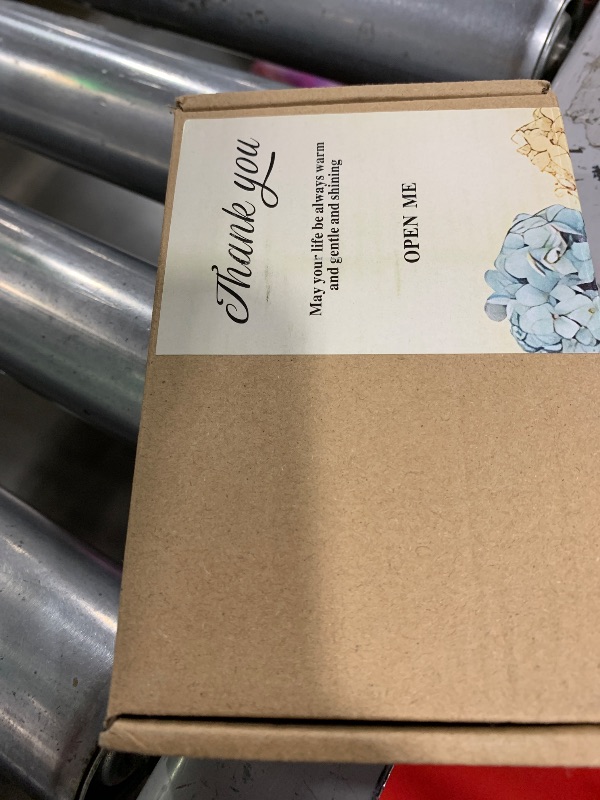 Thank you
May your life be always warm
and gentle and shining
OPEN ME